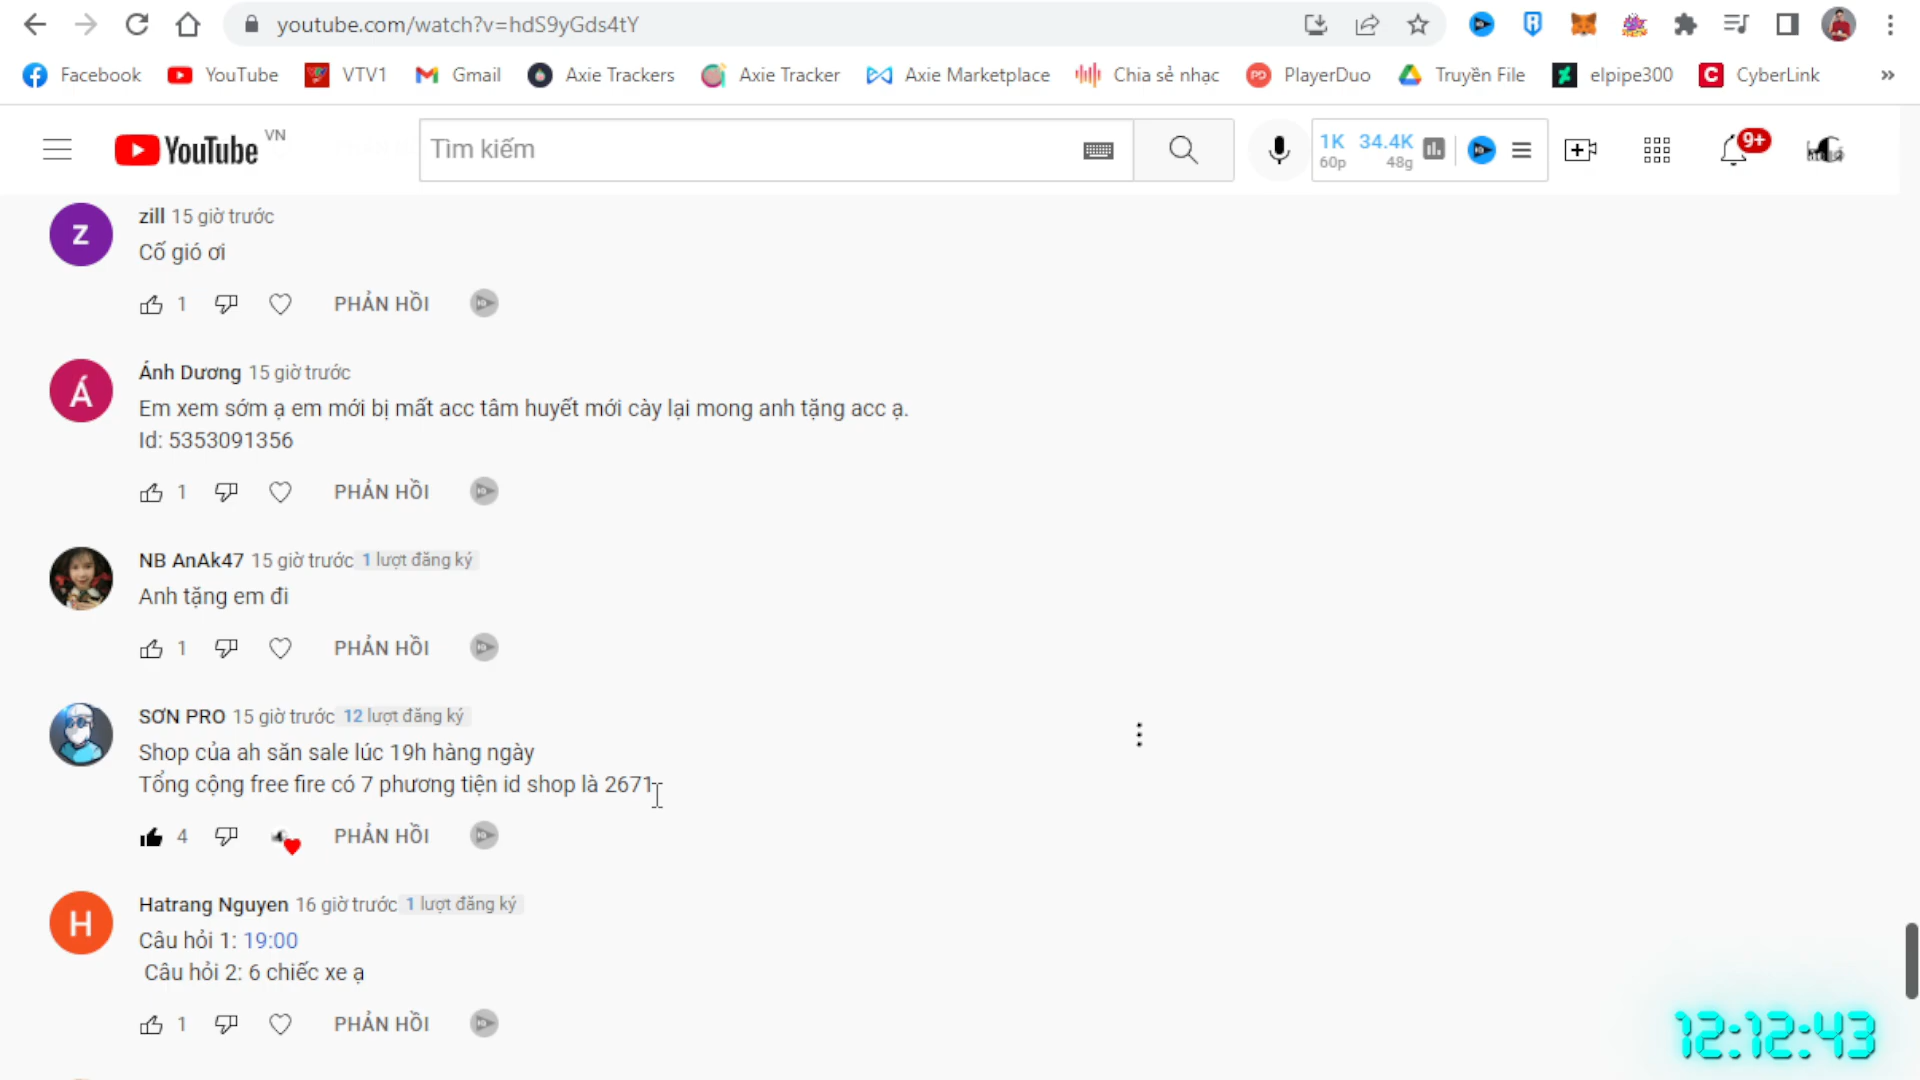 youtube.com/watch?v=hdS9yGds4tY
Facebook YouTube VTV1 Gmail Axie Trackers Axie Tracker Axie Marketplace Chia sẻ nhạc PlayerDuo Truyền File elpipe300 CyberLink »
YouTube VN
Tìm kiếm
1K 34.4K
60p 48g
9+
Z
zill 15 giờ trước
Cố gió ơi
1 PHẢN HỒI
Á
Ánh Dương 15 giờ trước
Em xem sớm ạ em mới bị mất acc tâm huyết mới cày lại mong anh tặng acc ạ.
Id: 5353091356
1 PHẢN HỒI
NB AnAk47 15 giờ trước 1 lượt đăng ký
Anh tặng em đi
1 PHẢN HỒI
SƠN PRO 15 giờ trước 12 lượt đăng ký
Shop của ah săn sale lúc 19h hàng ngày
Tổng cộng free fire có 7 phương tiện id shop là 2671
4 PHẢN HỒI
H
Hatrang Nguyen 16 giờ trước 1 lượt đăng ký
Câu hỏi 1: 19:00
Câu hỏi 2: 6 chiếc xe ạ
1 PHẢN HỒI
12:12:43